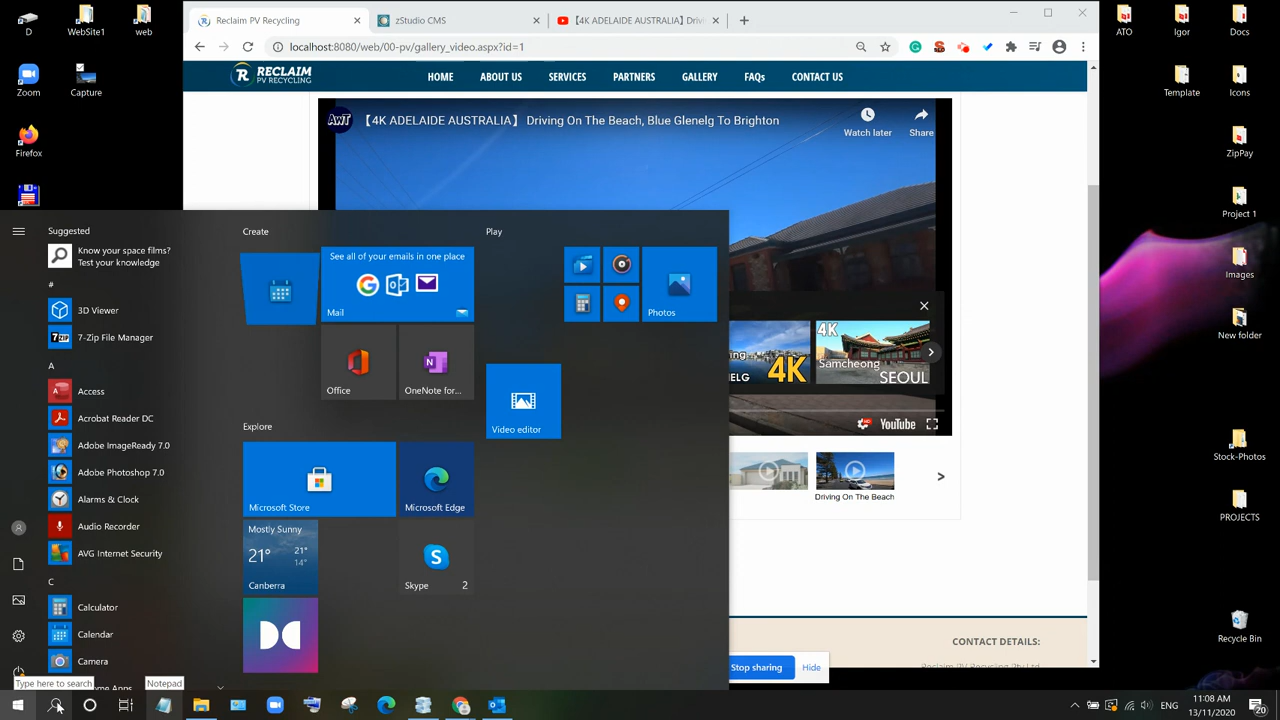 D
WebSite1
web
Zoom
Capture
Firefox
Reclaim PV Recycling
zStudio CMS
【4K ADELAIDE AUSTRALIA】 Drivi
localhost:8080/web/00-pv/gallery_video.aspx?id=1
RECLAIM
PV RECYCLING
HOME
ABOUT US
SERVICES
PARTNERS
GALLERY
FAQs
CONTACT US
AWT
【4K ADELAIDE AUSTRALIA】 Driving On The Beach, Blue Glenelg To Brighton
Watch later
Share
ATO
Igor
Docs
Template
Icons
ZipPay
Project 1
Images
New folder
Stock-Photos
PROJECTS
Recycle Bin
Suggested
Know your space films?
Test your knowledge
#
3D Viewer
7-Zip File Manager
A
Access
Acrobat Reader DC
Adobe ImageReady 7.0
Adobe Photoshop 7.0
Alarms & Clock
Audio Recorder
AVG Internet Security
C
Calculator
Calendar
Camera
Create
See all of your emails in one place
Mail
Office
OneNote for...
Explore
Microsoft Store
Microsoft Edge
Mostly Sunny
21°
21°
14°
Canberra
Skype
2
Play
Photos
Video editor
4K
4K
Samcheong
SEOUL
YouTube
Driving On The Beach
>
CONTACT DETAILS:
Stop sharing
Hide
Type here to search
Notepad
ENG
11:08 AM
13/11/2020
20